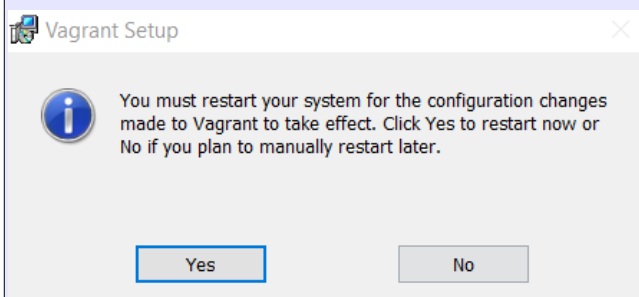 Vagrant Setup
You must restart your system for the configuration changes
made to Vagrant to take effect. Click Yes to restart now or
No if you plan to manually restart later.
Yes
No